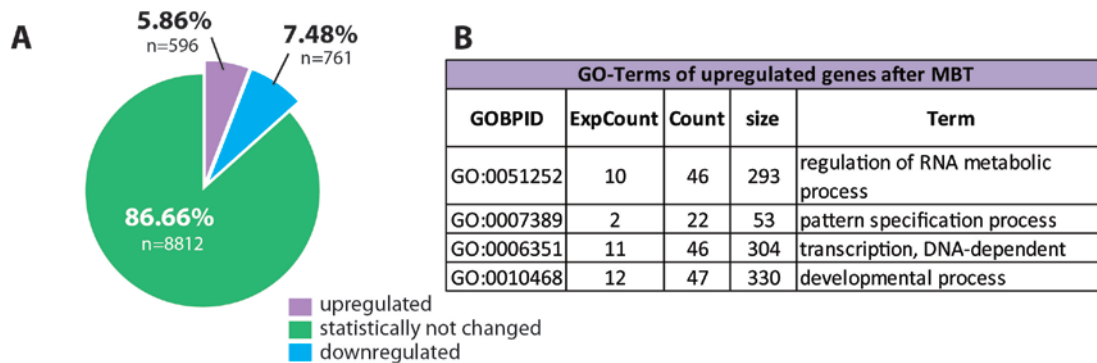 A
5.86%
n=596
7.48%
n=761
86.66%
n=8812
upregulated
statistically not changed
downregulated
B
GO-Terms of upregulated genes after MBT
GOBPID ExpCount Count size Term
GO:0051252 10 46 293 regulation of RNA metabolic
process
GO:0007389 2 22 53 pattern specification process
GO:0006351 11 46 304 transcription, DNA-dependent
GO:0010468 12 47 330 developmental process